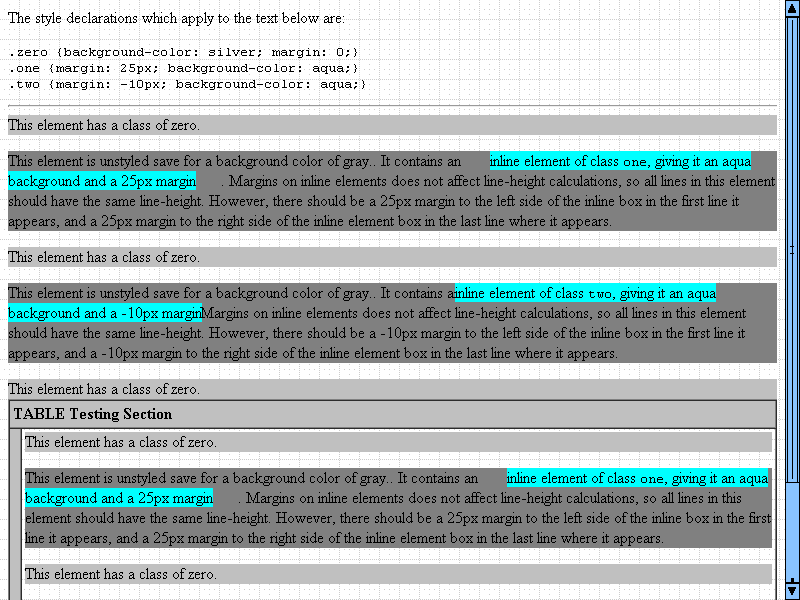 The style declarations which apply to the text below are:
.zero {background-color: silver; margin: 0;}
.one {margin: 25px; background-color: aqua;}
.two {margin: -10px; background-color: aqua;}
This element has a class of zero.
This element is unstyled save for a background color of gray.. It contains an inline element of class one, giving it an aqua
background and a 25px margin . Margins on inline elements does not affect line-height calculations, so all lines in this element
should have the same line-height. However, there should be a 25px margin to the left side of the inline box in the first line it
appears, and a 25px margin to the right side of the inline element box in the last line where it appears.
This element has a class of zero.
This element is unstyled save for a background color of gray.. It contains a inline element of class two, giving it an aqua
background and a -10px margin Margins on inline elements does not affect line-height calculations, so all lines in this element
should have the same line-height. However, there should be a -10px margin to the left side of the inline box in the first line it
appears, and a -10px margin to the right side of the inline element box in the last line where it appears.
This element has a class of zero.
TABLE Testing Section
This element has a class of zero.
This element is unstyled save for a background color of gray.. It contains an inline element of class one, giving it an aqua
background and a 25px margin . Margins on inline elements does not affect line-height calculations, so all lines in this
element should have the same line-height. However, there should be a 25px margin to the left side of the inline box in the first
line it appears, and a 25px margin to the right side of the inline element box in the last line where it appears.
This element has a class of zero.